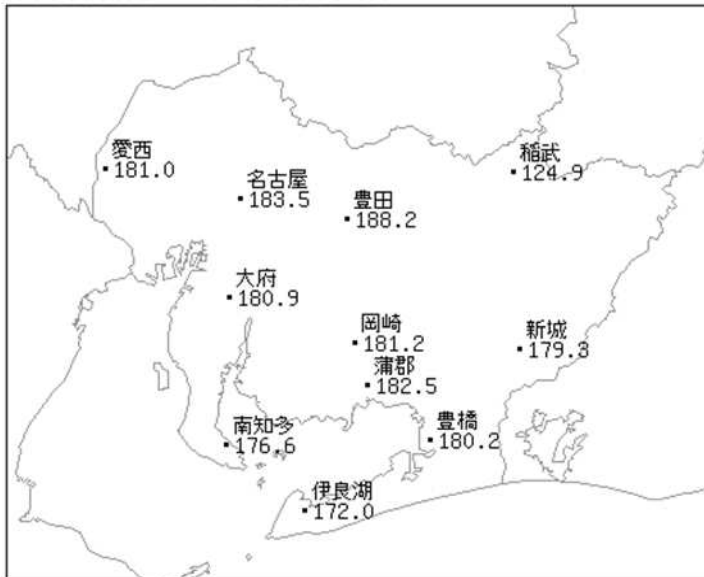 愛西
181.0
名古屋
183.5
豊田
188.2
稲武
124.9
大府
180.9
岡崎
181.2
新城
179.3
蒲郡
182.5
南知多
176.6
豊橋
180.2
伊良湖
172.0